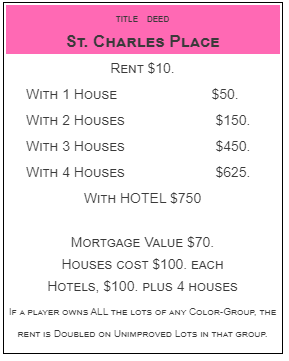 TITLE DEED
ST. CHARLES PLACE
RENT $10.
WITH 1 HOUSE $50.
WITH 2 HOUSES $150.
WITH 3 HOUSES $450.
WITH 4 HOUSES $625.
WITH HOTEL $750
MORTGAGE VALUE $70.
HOUSES COST $100. EACH
HOTELS, $100. PLUS 4 HOUSES
IF A PLAYER OWNS ALL THE LOTS OF ANY COLOR-GROUP, THE
RENT IS DOUBLED ON UNIMPROVED LOTS IN THAT GROUP.